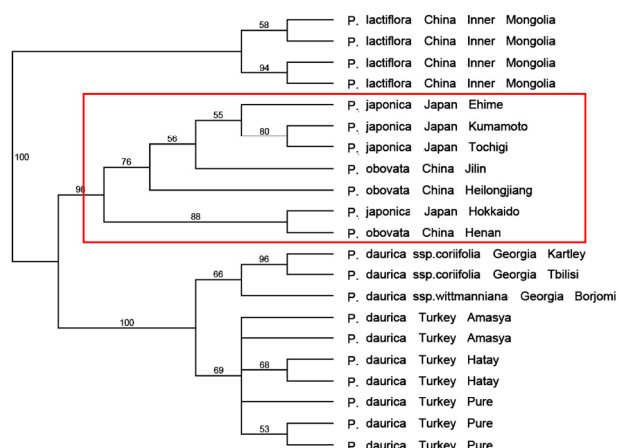 58
P. lactiflora China Inner Mongolia
P. lactiflora China Inner Mongolia
94
P. lactiflora China Inner Mongolia
P. lactiflora China Inner Mongolia
100
98
76
56
55
P. japonica Japan Ehime
80
P. japonica Japan Kumamoto
P. japonica Japan Tochigi
P. obovata China Jilin
P. obovata China Heilongjiang
88
P. japonica Japan Hokkaido
P. obovata China Henan
100
66
96
P. daurica ssp.coriifolia Georgia Kartley
P. daurica ssp.coriifolia Georgia Tbilisi
P. daurica ssp.wittmanniana Georgia Borjomi
69
P. daurica Turkey Amasya
P. daurica Turkey Amasya
68
P. daurica Turkey Hatay
P. daurica Turkey Hatay
P. daurica Turkey Pure
53
P. daurica Turkey Pure
P. daurica Turkey Pure